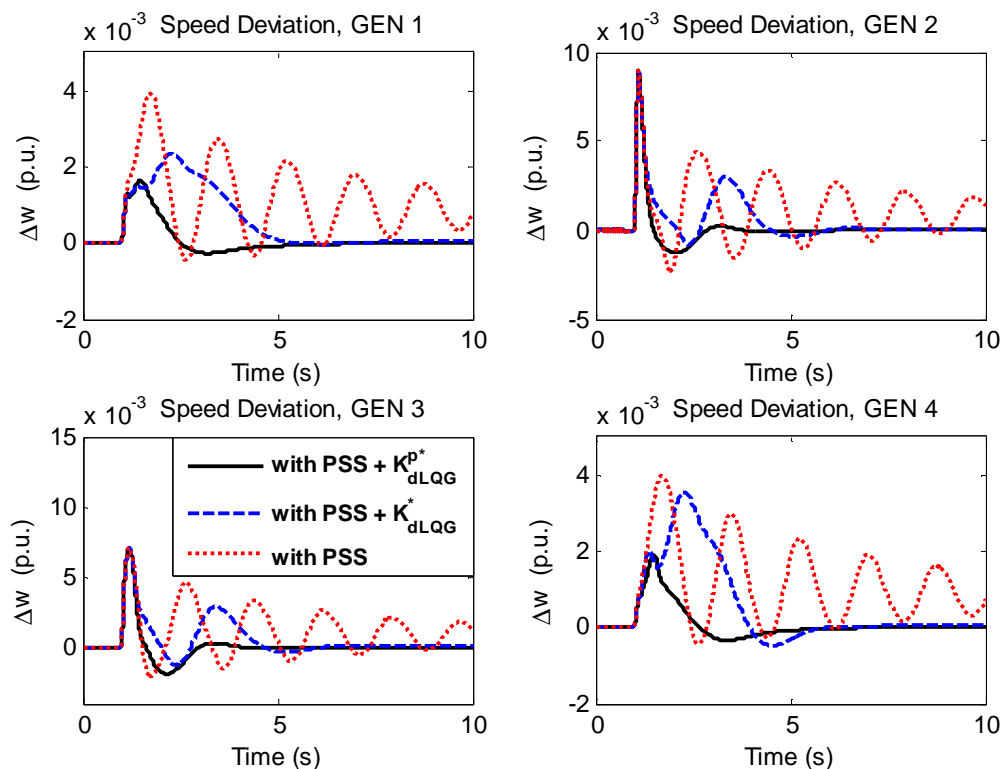 x 10⁻³ Speed Deviation, GEN 1
4
2
0
-2
Δw (p.u.)
0 5 10
Time (s)
x 10⁻³ Speed Deviation, GEN 2
10
5
0
-5
Δw (p.u.)
0 5 10
Time (s)
x 10⁻³ Speed Deviation, GEN 3
15
10
5
0
Δw (p.u.)
with PSS + K^{p*}_{dLQG}
with PSS + K^{*}_{dLQG}
with PSS
0 5 10
Time (s)
x 10⁻³ Speed Deviation, GEN 4
4
2
0
-2
Δw (p.u.)
0 5 10
Time (s)